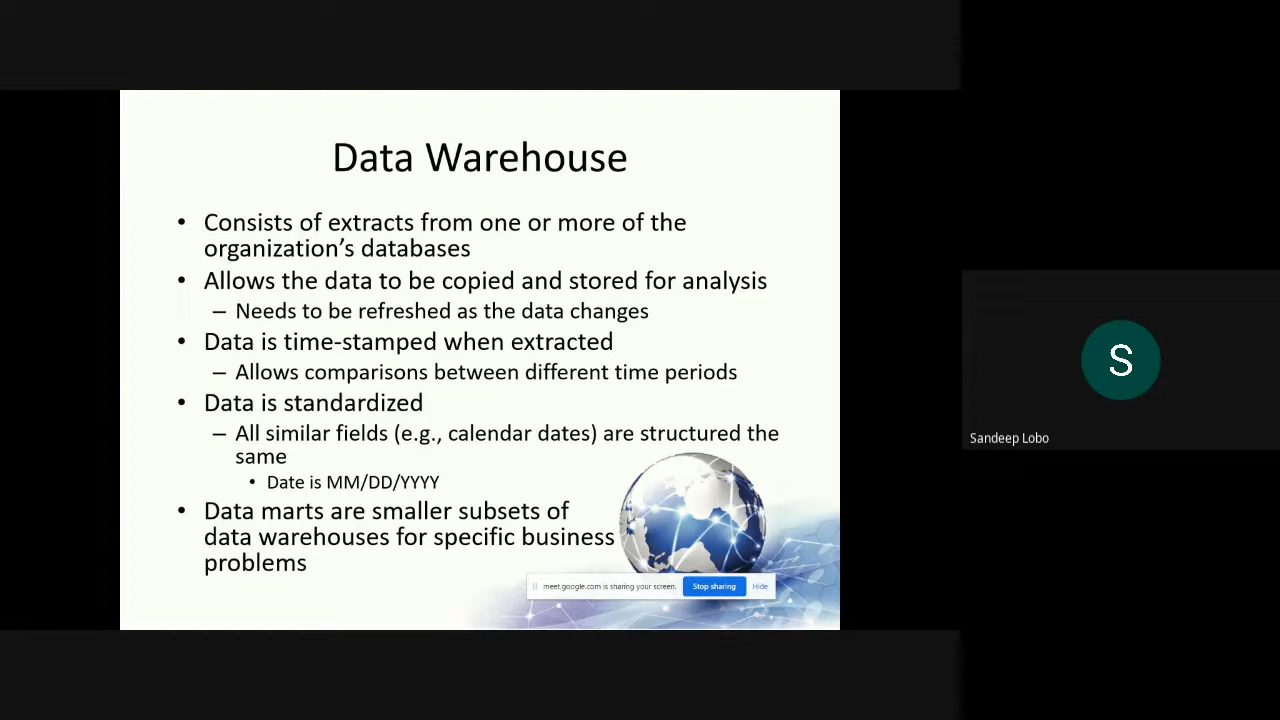 Data Warehouse
• Consists of extracts from one or more of the
organization’s databases
• Allows the data to be copied and stored for analysis
– Needs to be refreshed as the data changes
• Data is time-stamped when extracted
– Allows comparisons between different time periods
• Data is standardized
– All similar fields (e.g., calendar dates) are structured the
same
• Date is MM/DD/YYYY
• Data marts are smaller subsets of
data warehouses for specific business
problems
meet.google.com is sharing your screen. Stop sharing Hide
S
Sandeep Lobo